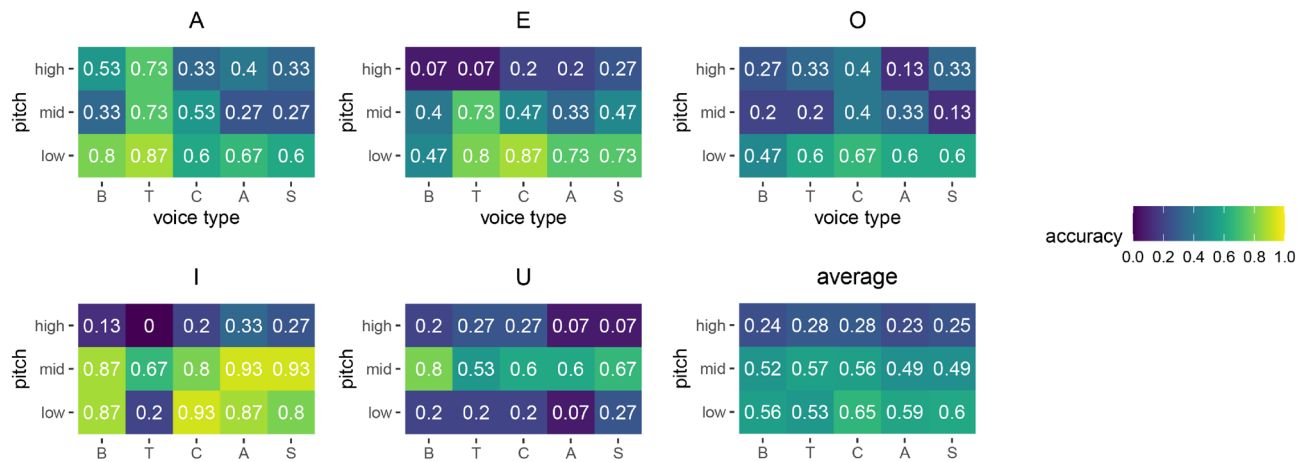 A
pitch
high 0.53 0.73 0.33 0.4 0.33
mid 0.33 0.73 0.53 0.27 0.27
low 0.8 0.87 0.6 0.67 0.6
B T C A S
voice type
E
pitch
high 0.07 0.07 0.2 0.2 0.27
mid 0.4 0.73 0.47 0.33 0.47
low 0.47 0.8 0.87 0.73 0.73
B T C A S
voice type
O
pitch
high 0.27 0.33 0.4 0.13 0.33
mid 0.2 0.2 0.4 0.33 0.13
low 0.47 0.6 0.67 0.6 0.6
B T C A S
voice type
I
pitch
high 0.13 0 0.2 0.33 0.27
mid 0.87 0.67 0.8 0.93 0.93
low 0.87 0.2 0.93 0.87 0.8
B T C A S
U
pitch
high 0.2 0.27 0.27 0.07 0.07
mid 0.8 0.53 0.6 0.6 0.67
low 0.2 0.2 0.2 0.07 0.27
B T C A S
average
pitch
high 0.24 0.28 0.28 0.23 0.25
mid 0.52 0.57 0.56 0.49 0.49
low 0.56 0.53 0.65 0.59 0.6
B T C A S
accuracy
0.0 0.2 0.4 0.6 0.8 1.0